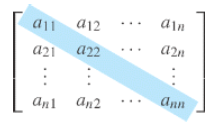 a₁₁ a₁₂ ⋯ a₁ₙ
a₂₁ a₂₂ ⋯ a₂ₙ
⋮ ⋮ ⋮
aₙ₁ aₙ₂ ⋯ aₙₙ